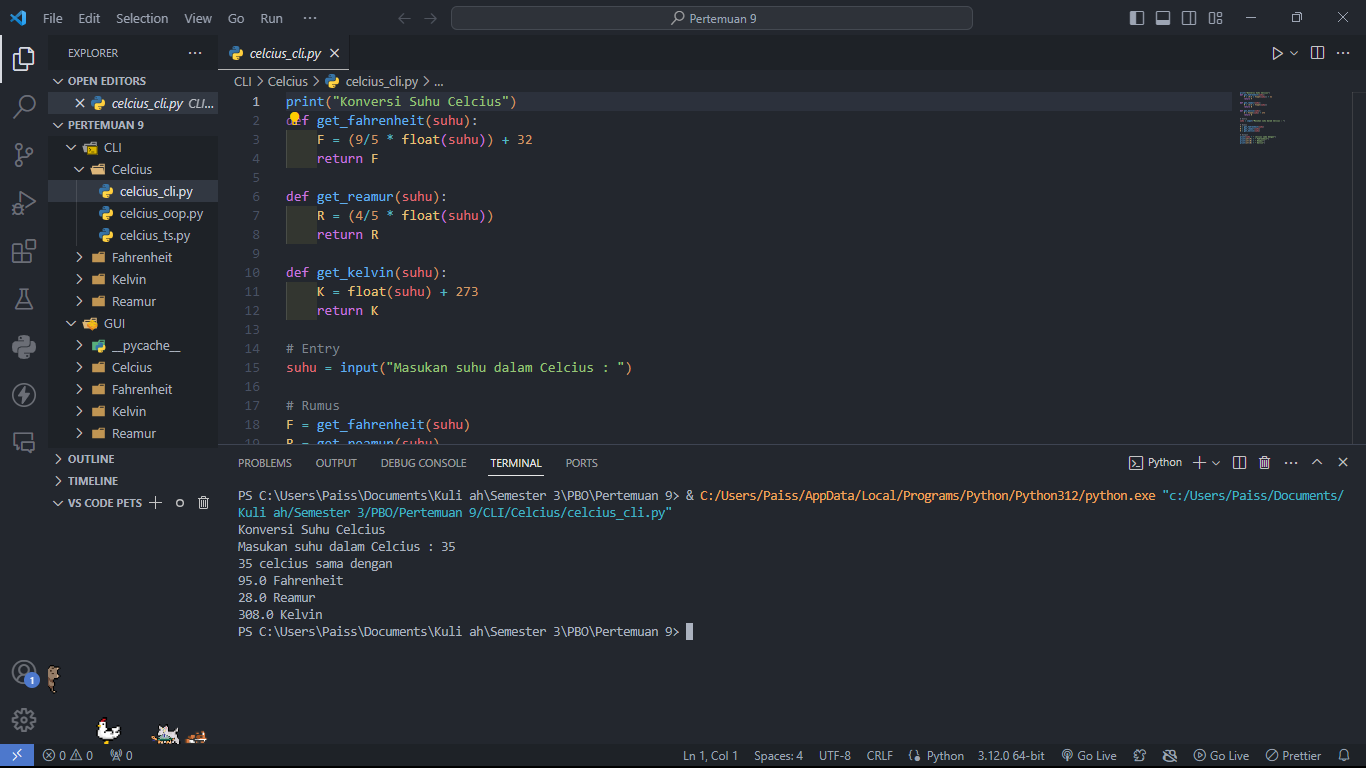 File Edit Selection View Go Run ··· Pertemuan 9
EXPLORER ···
OPEN EDITORS
celcius_cli.py CLI...
PERTEMUAN 9
CLI
Celcius
celcius_cli.py
celcius_oop.py
celcius_ts.py
Fahrenheit
Kelvin
Reamur
GUI
__pycache__
Celcius
Fahrenheit
Kelvin
Reamur
OUTLINE
TIMELINE
VS CODE PETS
1
celcius_cli.py
CLI > Celcius > celcius_cli.py > ...
1 print("Konversi Suhu Celcius")
2 def get_fahrenheit(suhu):
3 F = (9/5 * float(suhu)) + 32
4 return F
5
6 def get_reamur(suhu):
7 R = (4/5 * float(suhu))
8 return R
9
10 def get_kelvin(suhu):
11 K = float(suhu) + 273
12 return K
13
14 # Entry
15 suhu = input("Masukan suhu dalam Celcius : ")
16
17 # Rumus
18 F = get_fahrenheit(suhu)
19 R = get_reamur(suhu)
PROBLEMS OUTPUT DEBUG CONSOLE TERMINAL PORTS Python
PS C:\Users\Paiss\Documents\Kuli ah\Semester 3\PBO\Pertemuan 9> & C:/Users/Paiss/AppData/Local/Programs/Python/Python312/python.exe "c:/Users/Paiss/Documents/
Kuli ah/Semester 3/PBO/Pertemuan 9/CLI/Celcius/celcius_cli.py"
Konversi Suhu Celcius
Masukan suhu dalam Celcius : 35
35 celcius sama dengan
95.0 Fahrenheit
28.0 Reamur
308.0 Kelvin
PS C:\Users\Paiss\Documents\Kuli ah\Semester 3\PBO\Pertemuan 9>
0 0 0 Ln 1, Col 1 Spaces: 4 UTF-8 CRLF Python 3.12.0 64-bit Go Live Go Live Prettier